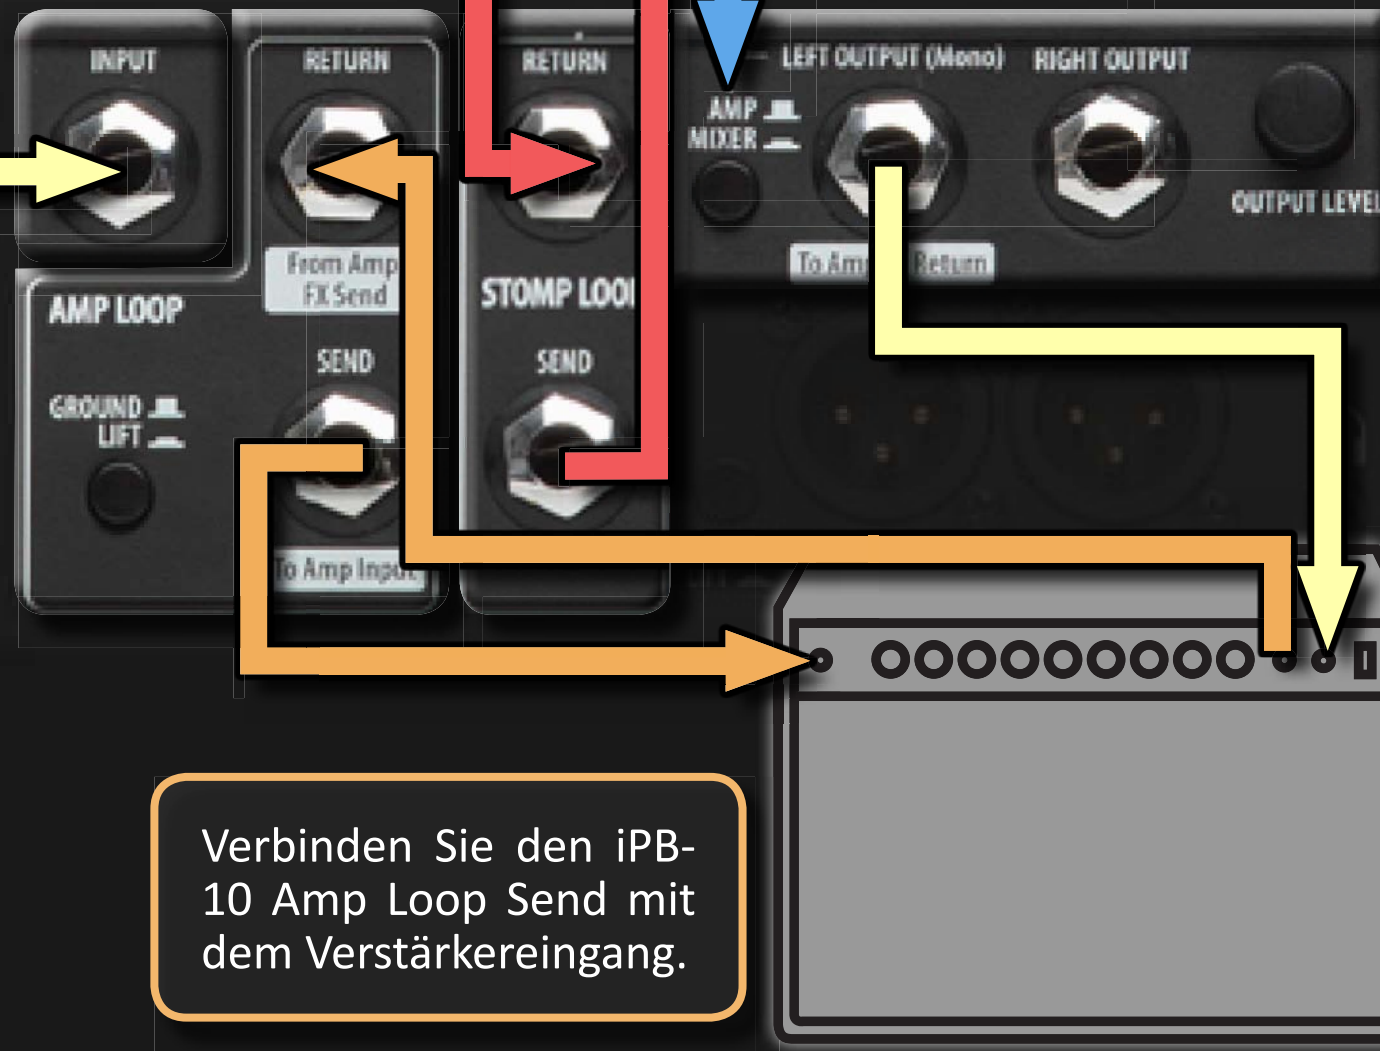 INPUT
RETURN
RETURN
LEFT OUTPUT (Mono)
RIGHT OUTPUT
AMP
MIXER
OUTPUT LEVEL
From Amp
FX Send
To Amp Return
AMP LOOP
STOMP LOOP
SEND
SEND
GROUND
LIFT
To Amp Input
Verbinden Sie den iPB-
10 Amp Loop Send mit
dem Verstärkereingang.